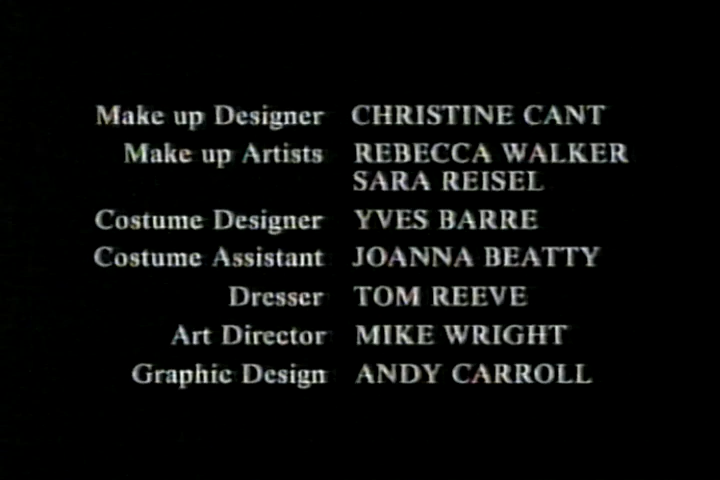 Make up Designer CHRISTINE CANT
Make up Artists REBECCA WALKER
SARA REISEL
Costume Designer YVES BARRE
Costume Assistant JOANNA BEATTY
Dresser TOM REEVE
Art Director MIKE WRIGHT
Graphic Design ANDY CARROLL